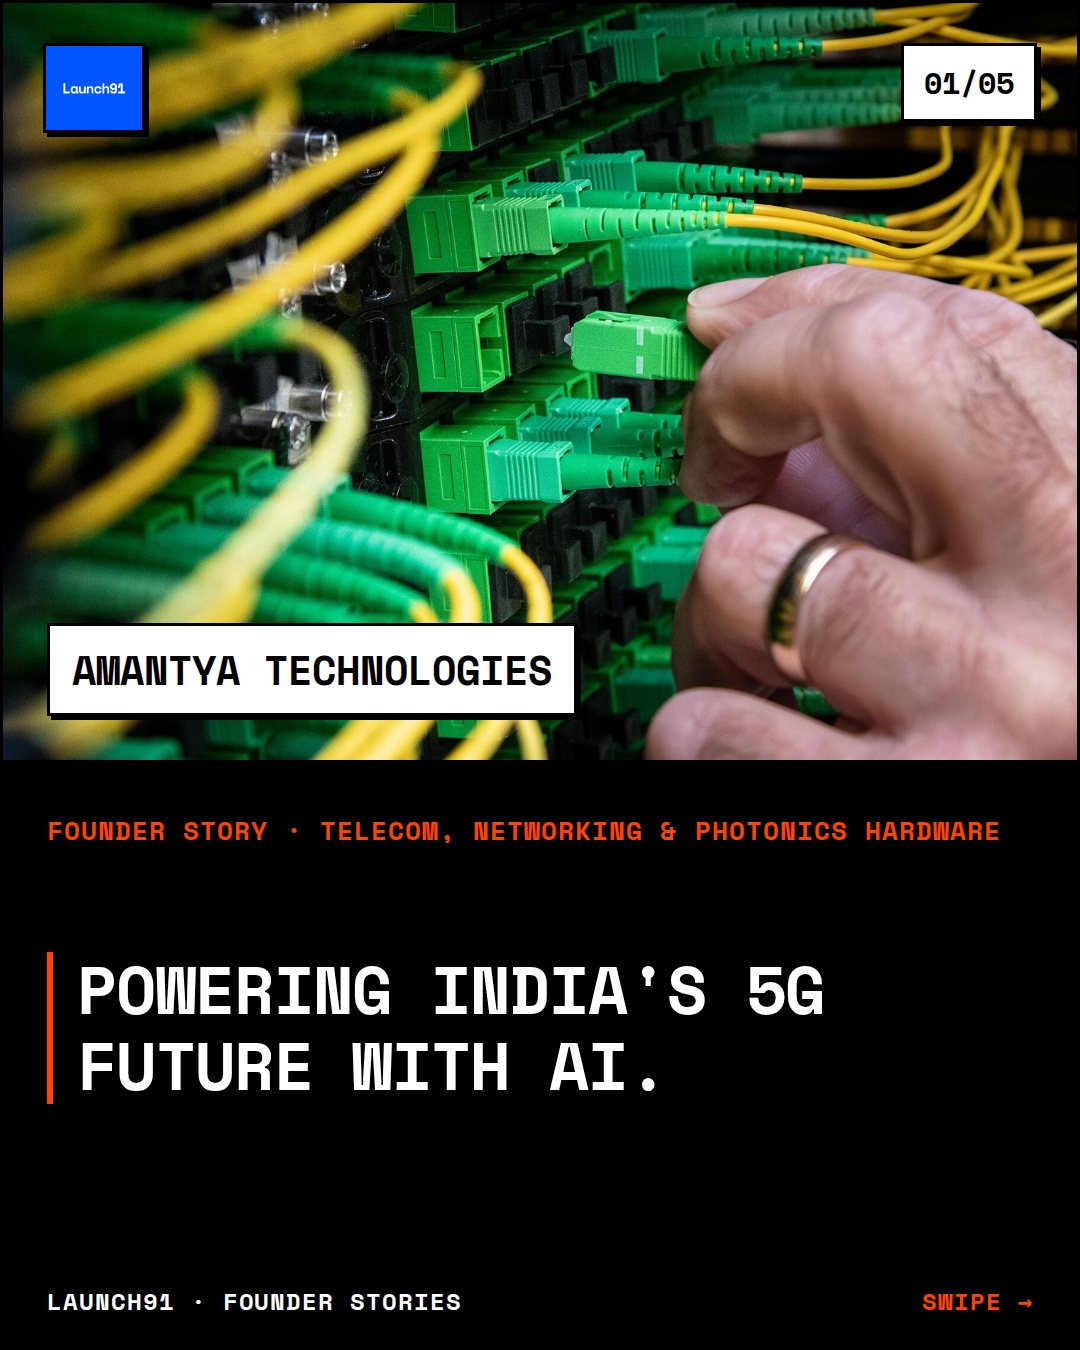 Launch91
01/05
AMANTYA TECHNOLOGIES
FOUNDER STORY · TELECOM, NETWORKING & PHOTONICS HARDWARE
POWERING INDIA'S 5G
FUTURE WITH AI.
LAUNCH91 · FOUNDER STORIES
SWIPE →